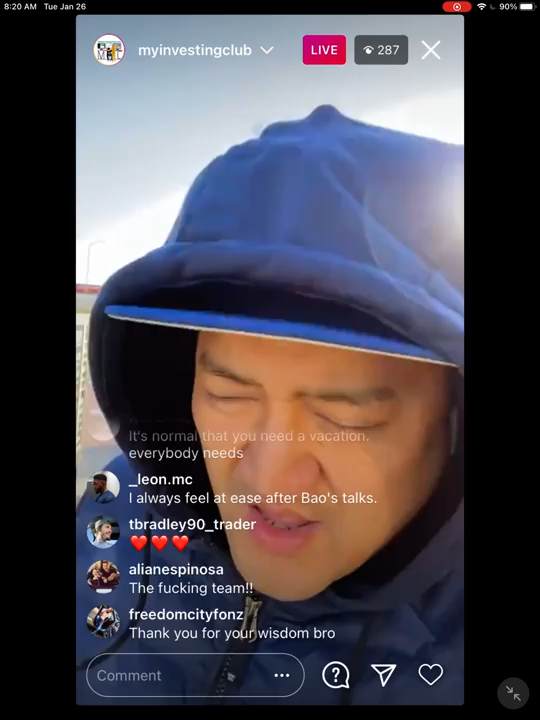 8:20 AM Tue Jan 26
90%
myinvestingclub
LIVE
287
It's normal that you need a vacation.
everybody needs
_leon.mc
I always feel at ease after Bao's talks.
tbradley90_trader
❤️❤️❤️
alianespinosa
The fucking team!!
freedomcityfonz
Thank you for your wisdom bro
Comment